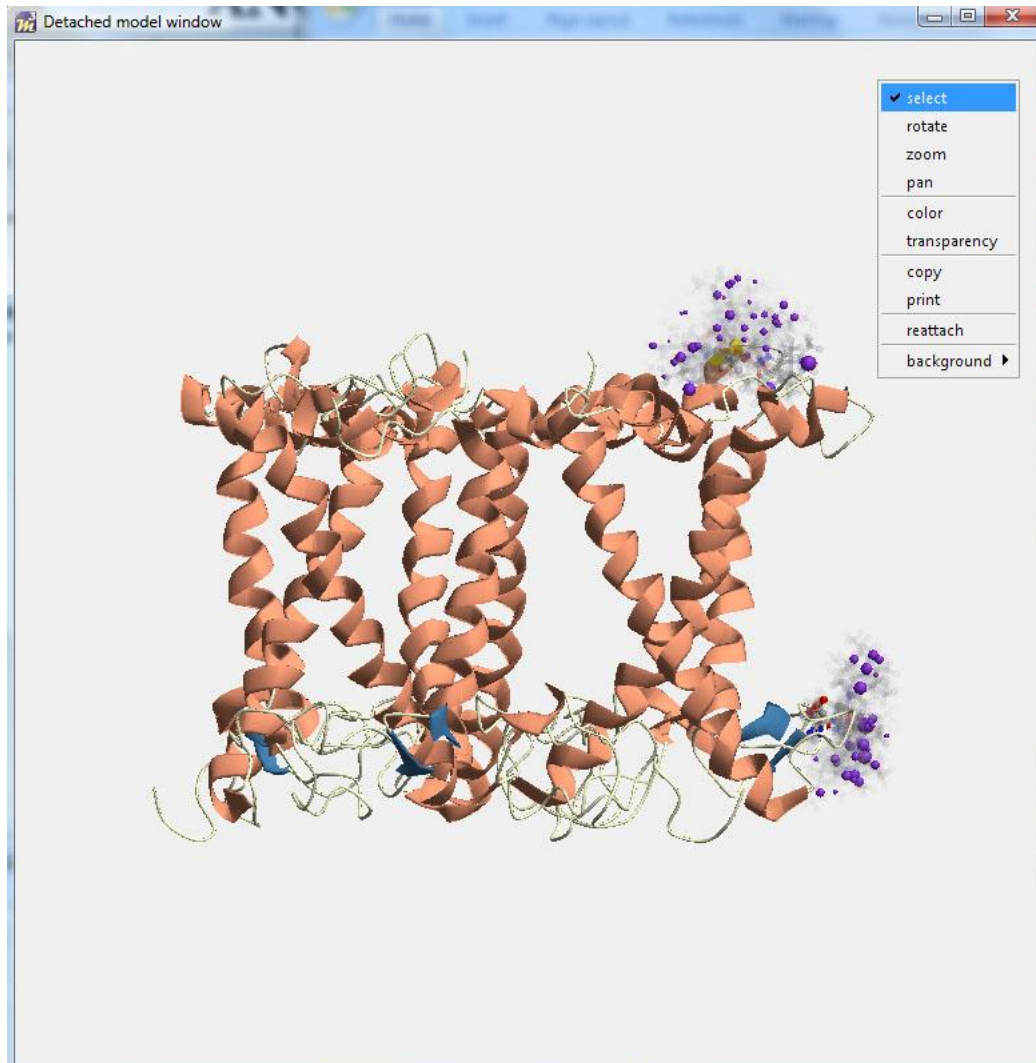 Detached model window
select
rotate
zoom
pan
color
transparency
copy
print
reattach
background